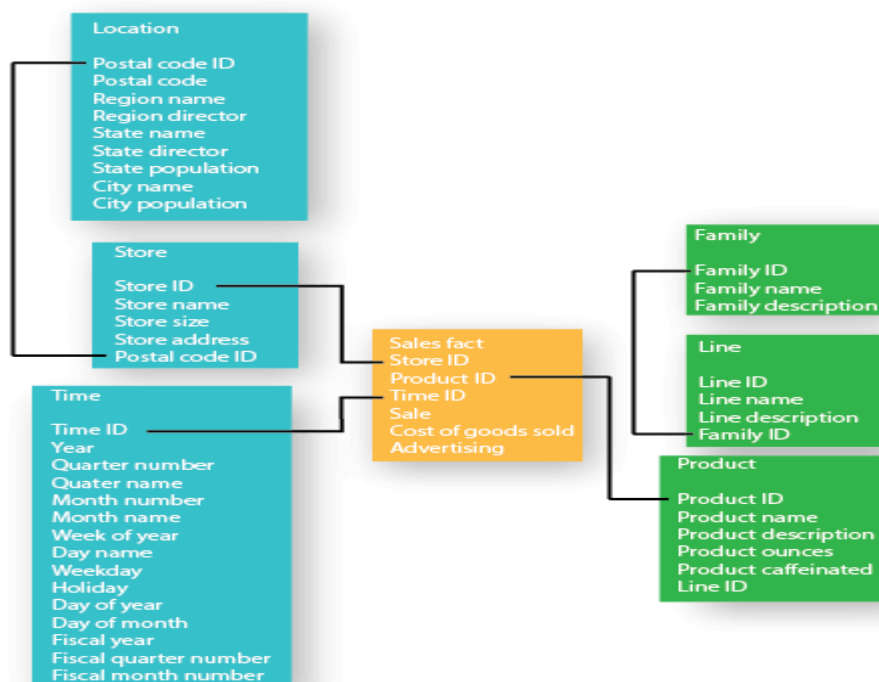 Location
Postal code ID
Postal code
Region name
Region director
State name
State director
State population
City name
City population
Store
Store ID
Store name
Store size
Store address
Postal code ID
Time
Time ID
Year
Quarter number
Quater name
Month number
Month name
Week of year
Day name
Weekday
Holiday
Day of year
Day of month
Fiscal year
Fiscal quarter number
Fiscal month number
Sales fact
Store ID
Product ID
Time ID
Sale
Cost of goods sold
Advertising
Family
Family ID
Family name
Family description
Line
Line ID
Line name
Line description
Family ID
Product
Product ID
Product name
Product description
Product ounces
Product caffeinated
Line ID